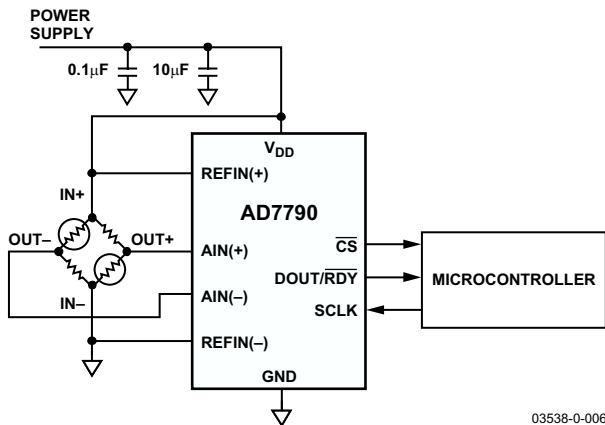 POWER
SUPPLY
0.1μF
10μF
VDD
IN+
REFIN(+)
AD7790
OUT–
OUT+
AIN(+)
CS
MICROCONTROLLER
DOUT/RDY
AIN(–)
SCLK
IN–
REFIN(–)
GND
03538-0-006